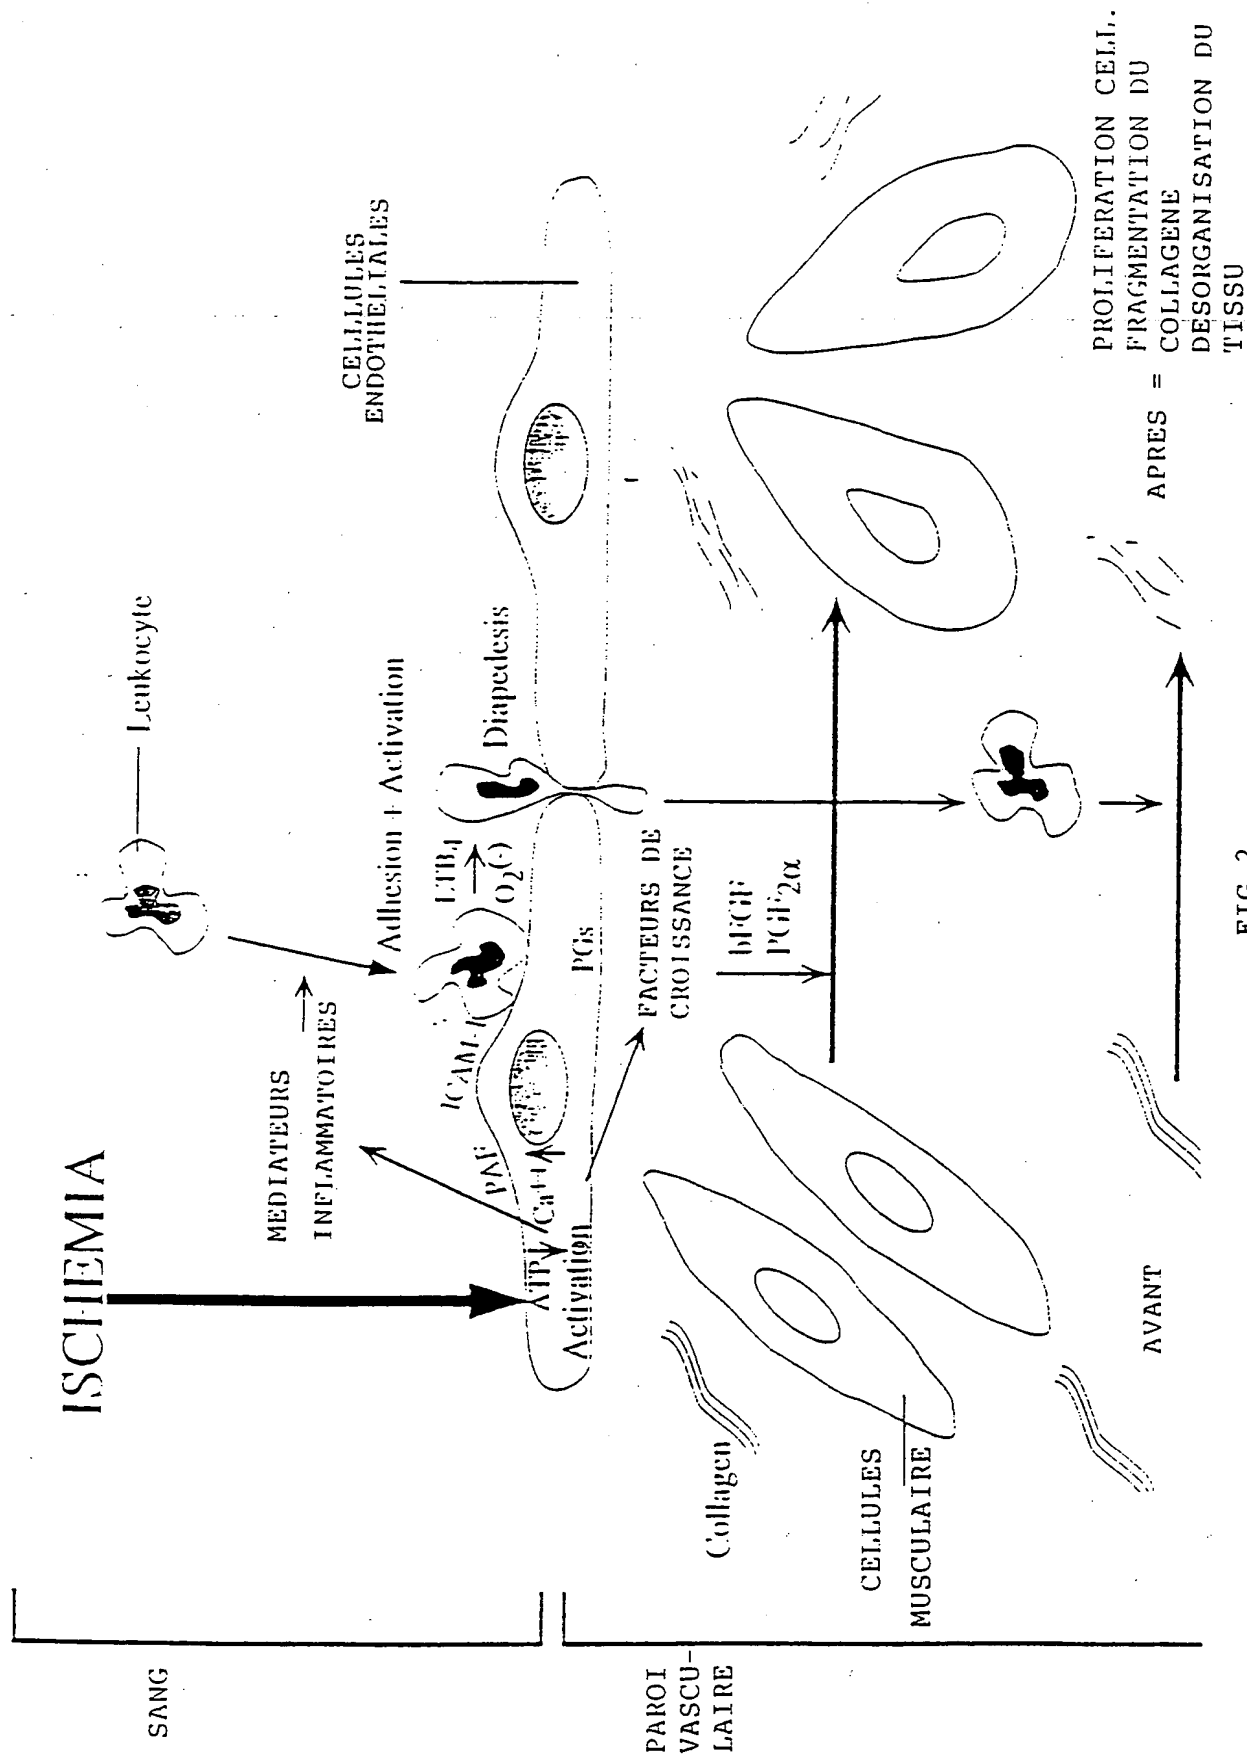 ISCHEMIA
SANG
MEDIATEURS
INFLAMMATOIRES
Leukocyte
Adhesion + Activation
CELLULES
ENDOTHELIALES
PAF
ICAM-1
LTB4
O2(-)
Diapedesis
ATP
Ca++
Activation
PGs
PAROI
VASCU-
LAIRE
FACTEURS DE
CROISSANCE
bFGF
PGF2α
Collagen
CELLULES
MUSCULAIRE
AVANT
APRES =
PROLIFERATION CELL.
FRAGMENTATION DU
COLLAGENE
DESORGANISATION DU
TISSU